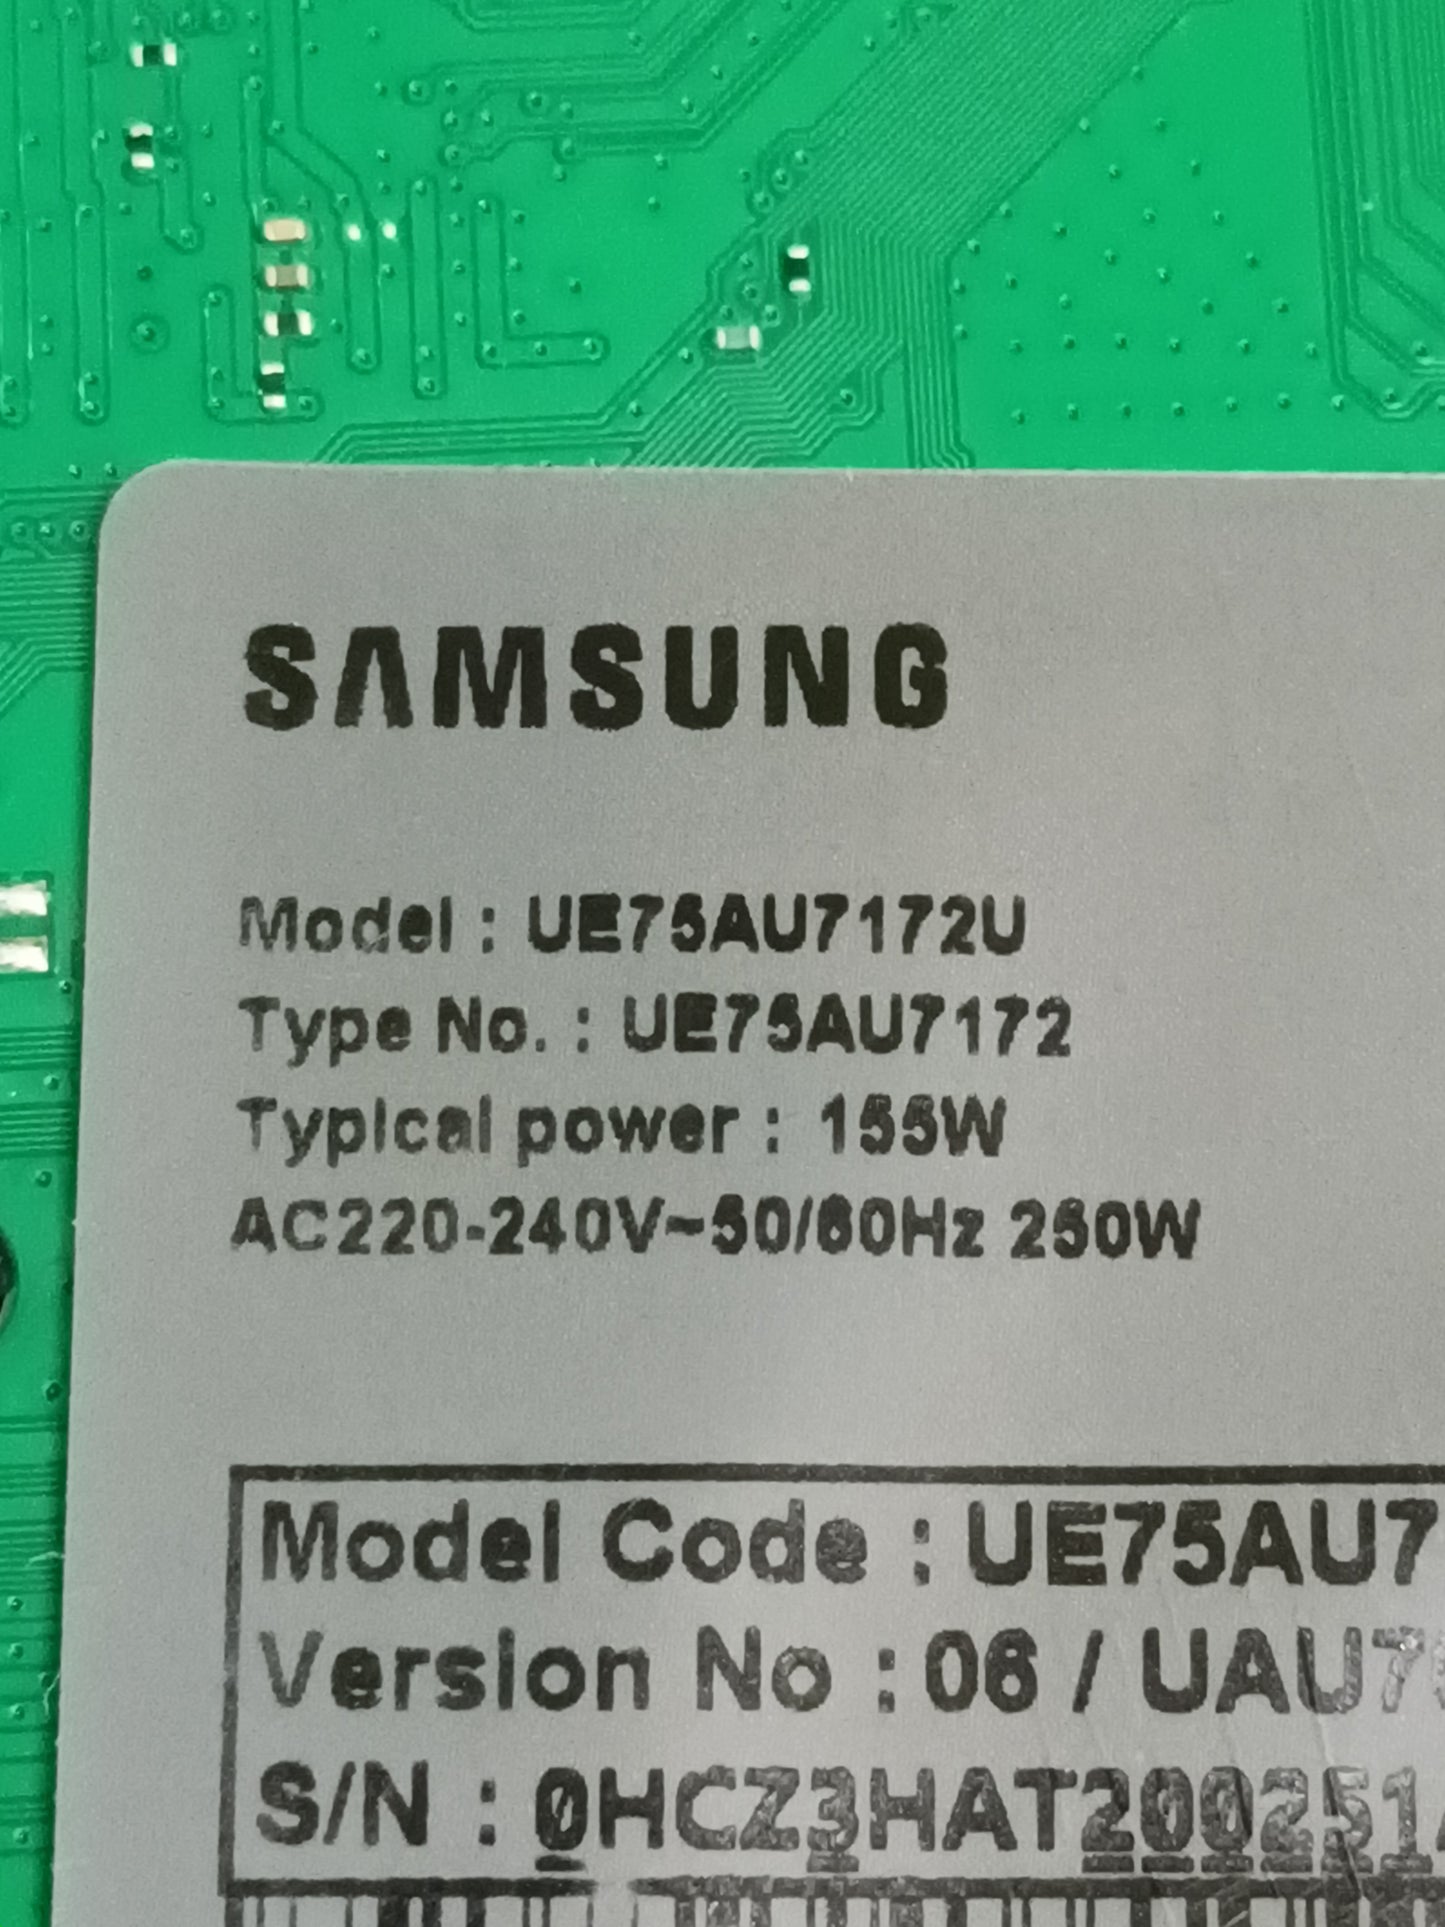 SAMSUNG
Model : UE75AU7172U
Type No. : UE75AU7172
Typical power : 155W
AC220-240V~50/60Hz 250W
Model Code : UE75AU7
Version No : 06 / UAU7
S/N : 0HCZ3HAT200251